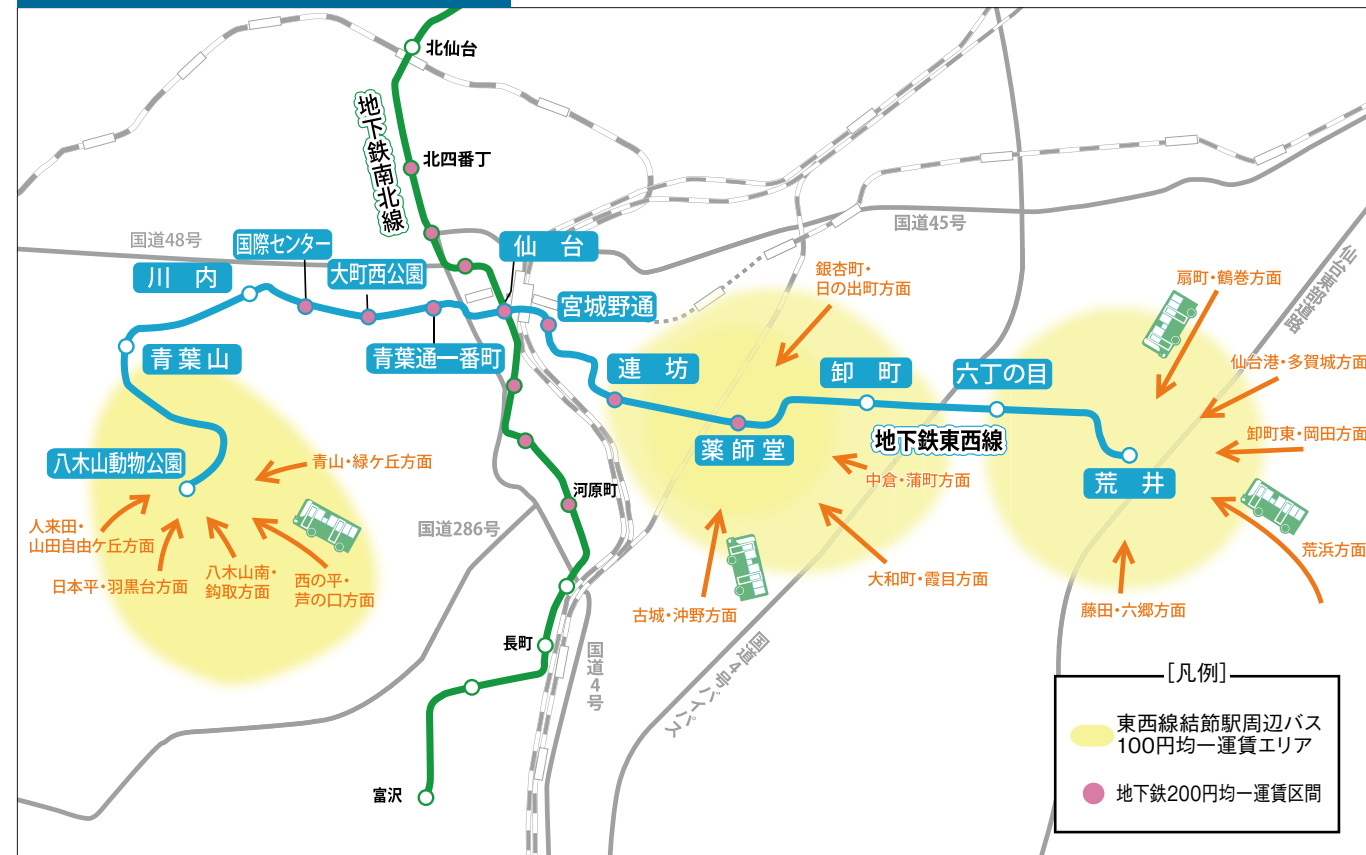 北仙台
地下鉄南北線
北四番丁
国道48号
国際センター
仙　台
国道45号
川　内
大町西公園
宮城野通
銀杏町・
日の出町方面
扇町・鶴巻方面
仙台東部道路
青葉山
青葉通一番町
連　坊
卸　町
六丁の目
仙台港・多賀城方面
地下鉄東西線
卸町東・岡田方面
八木山動物公園
青山・緑ケ丘方面
薬師堂
中倉・蒲町方面
荒　井
河原町
国道286号
人来田・
山田自由ケ丘方面
日本平・羽黒台方面
八木山南・
鈎取方面
西の平・
芦の口方面
大和町・霞目方面
荒浜方面
古城・沖野方面
藤田・六郷方面
長町
国道4号
国道4号バイパス
富沢
［凡例］
東西線結節駅周辺バス
100円均一運賃エリア
地下鉄200円均一運賃区間